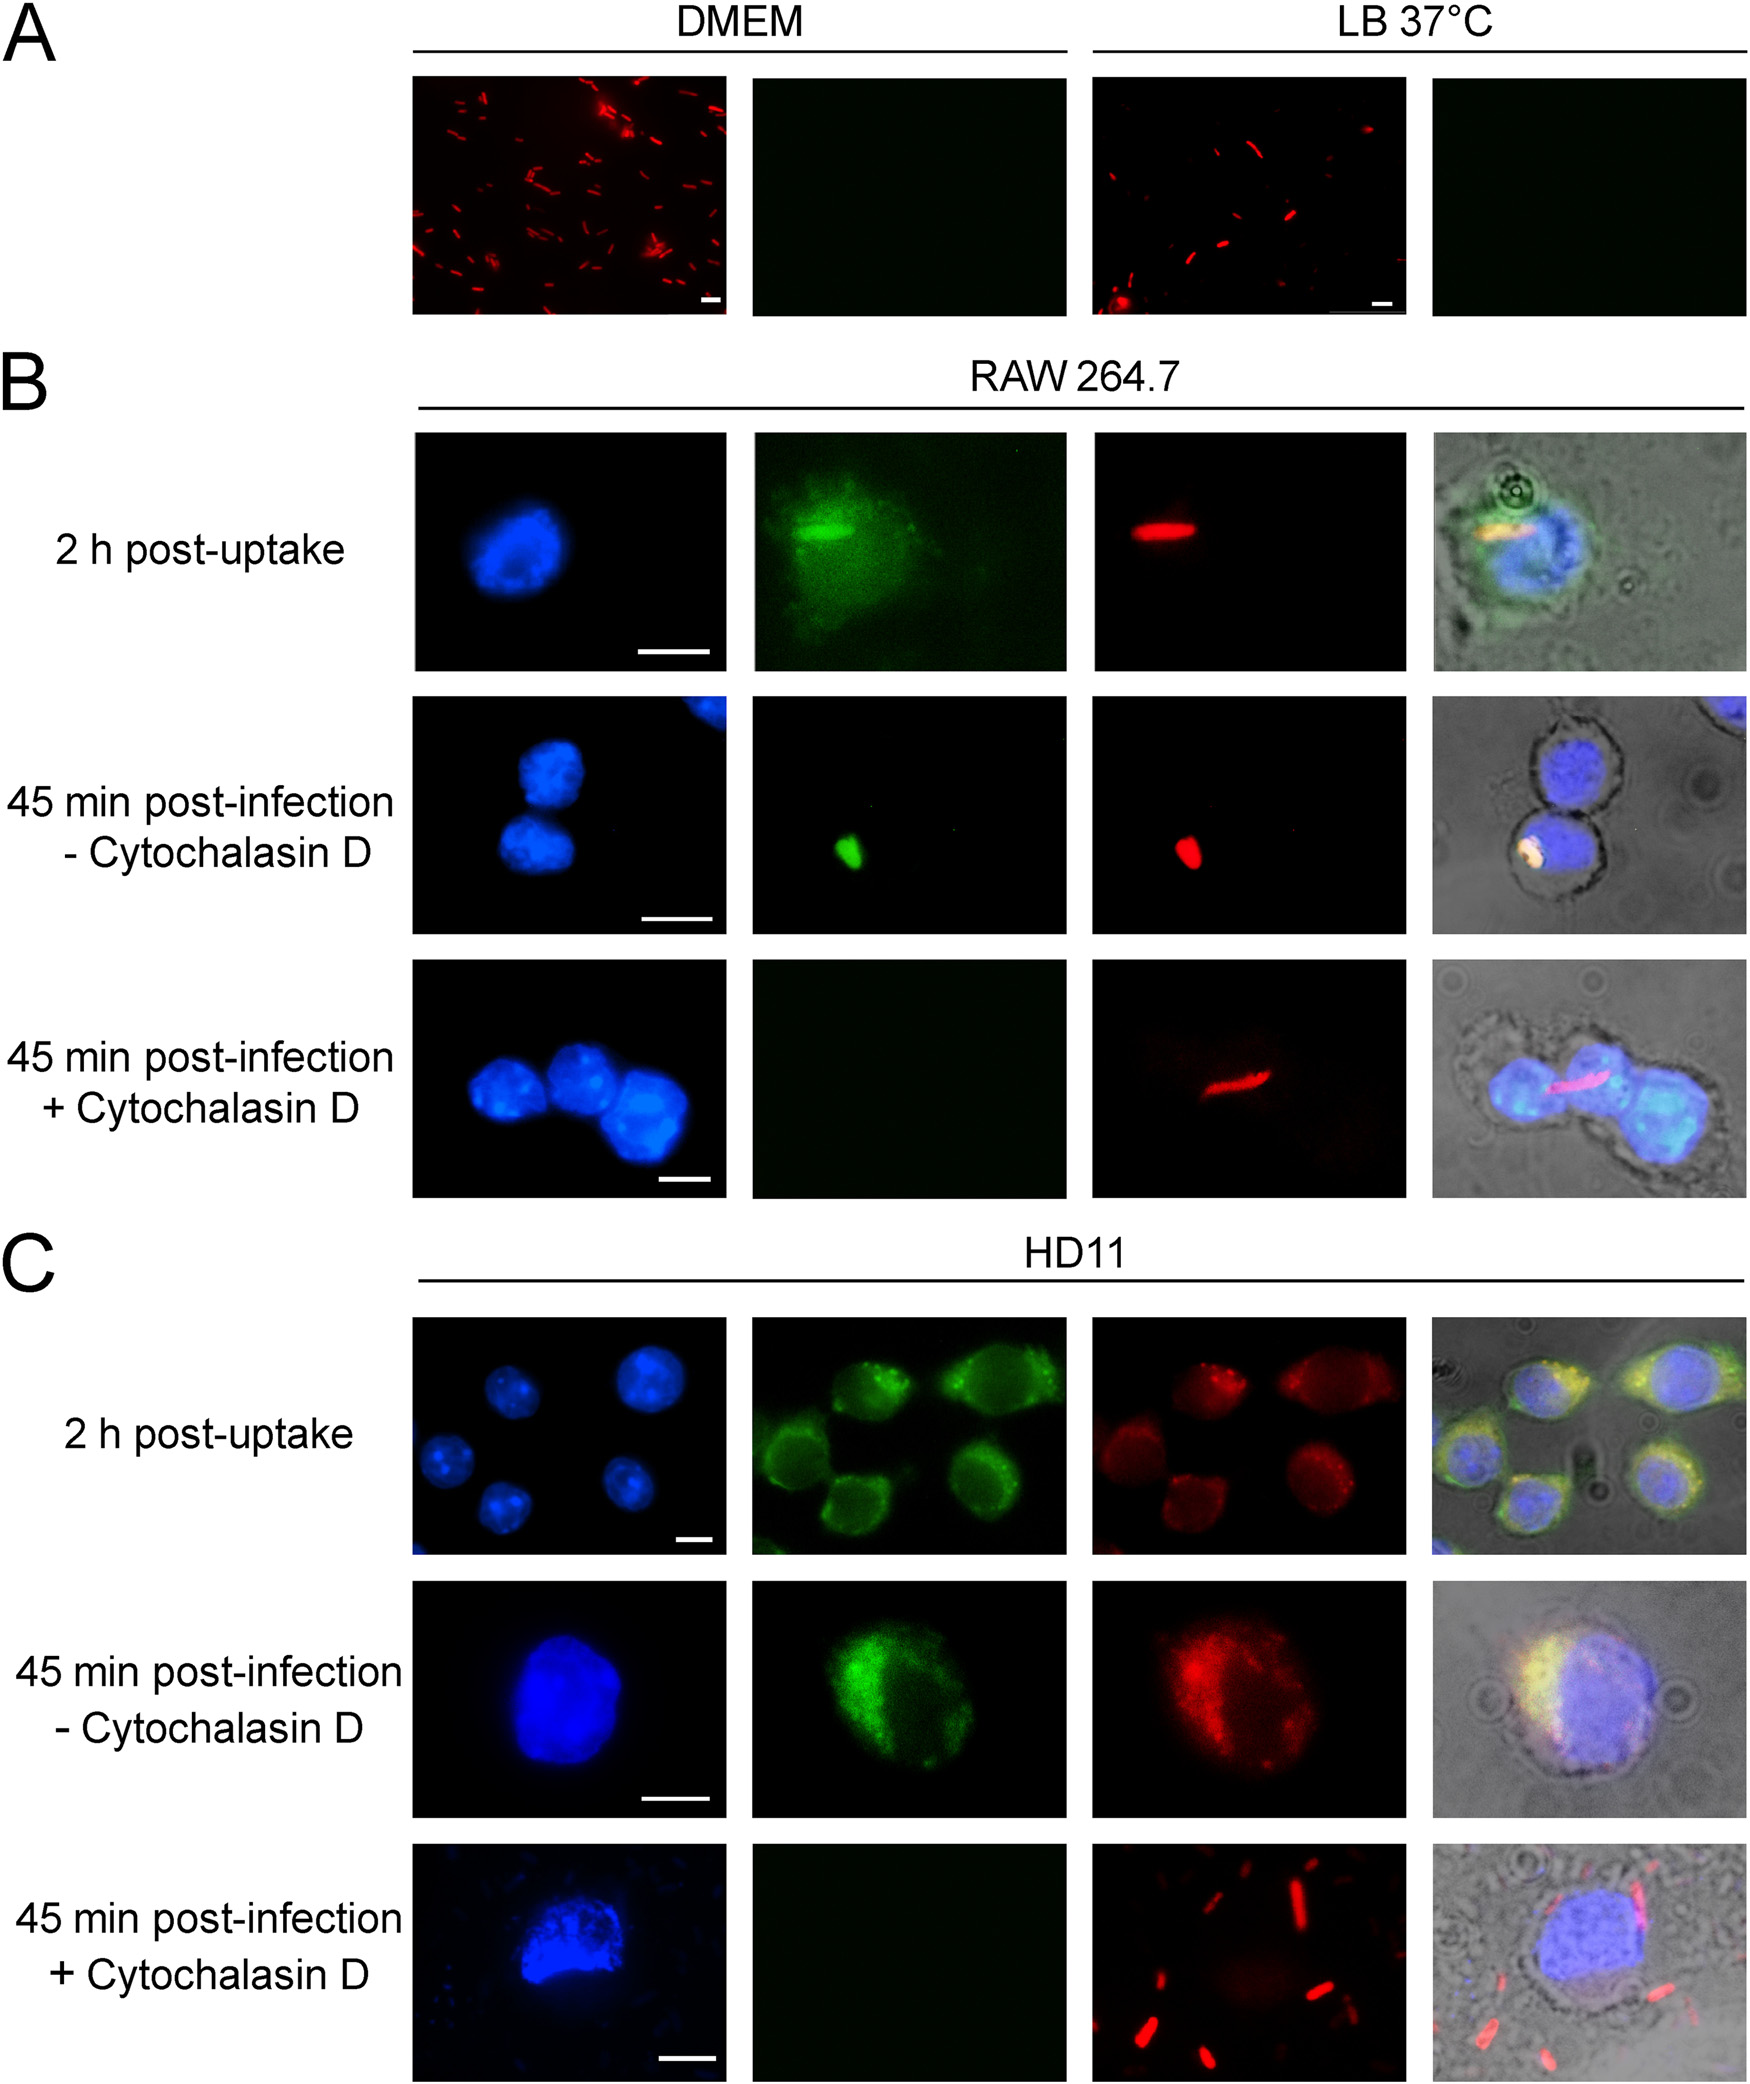 A
DMEM
LB 37°C
B
RAW 264.7
2 h post-uptake
45 min post-infection
- Cytochalasin D
45 min post-infection
+ Cytochalasin D
C
HD11
2 h post-uptake
45 min post-infection
- Cytochalasin D
45 min post-infection
+ Cytochalasin D